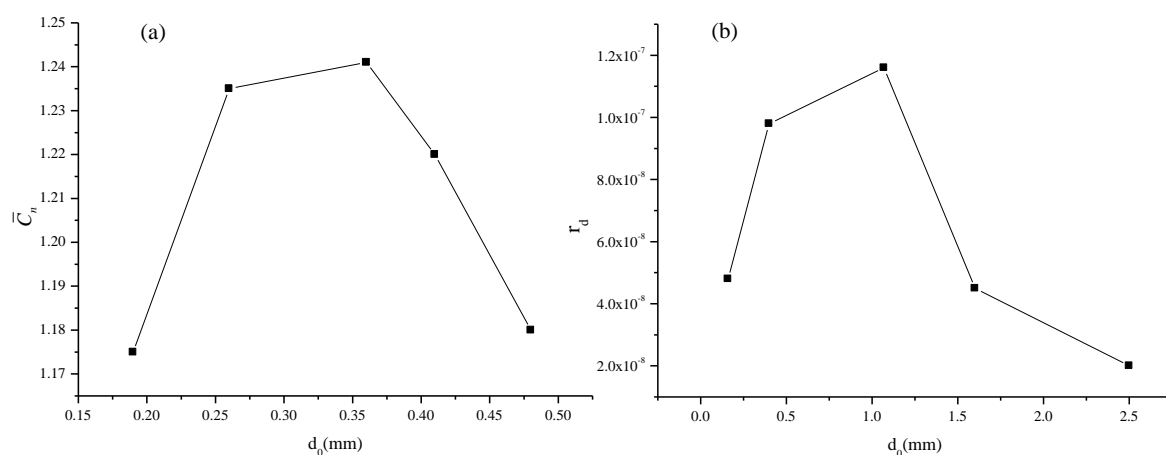 (a)
1.25
1.24
1.23
1.22
1.21
1.20
1.19
1.18
1.17
C̅n
0.15 0.20 0.25 0.30 0.35 0.40 0.45 0.50
d₀(mm)
(b)
1.2x10⁻⁷
1.0x10⁻⁷
8.0x10⁻⁸
6.0x10⁻⁸
4.0x10⁻⁸
2.0x10⁻⁸
r_d
0.0 0.5 1.0 1.5 2.0 2.5
d₀(mm)